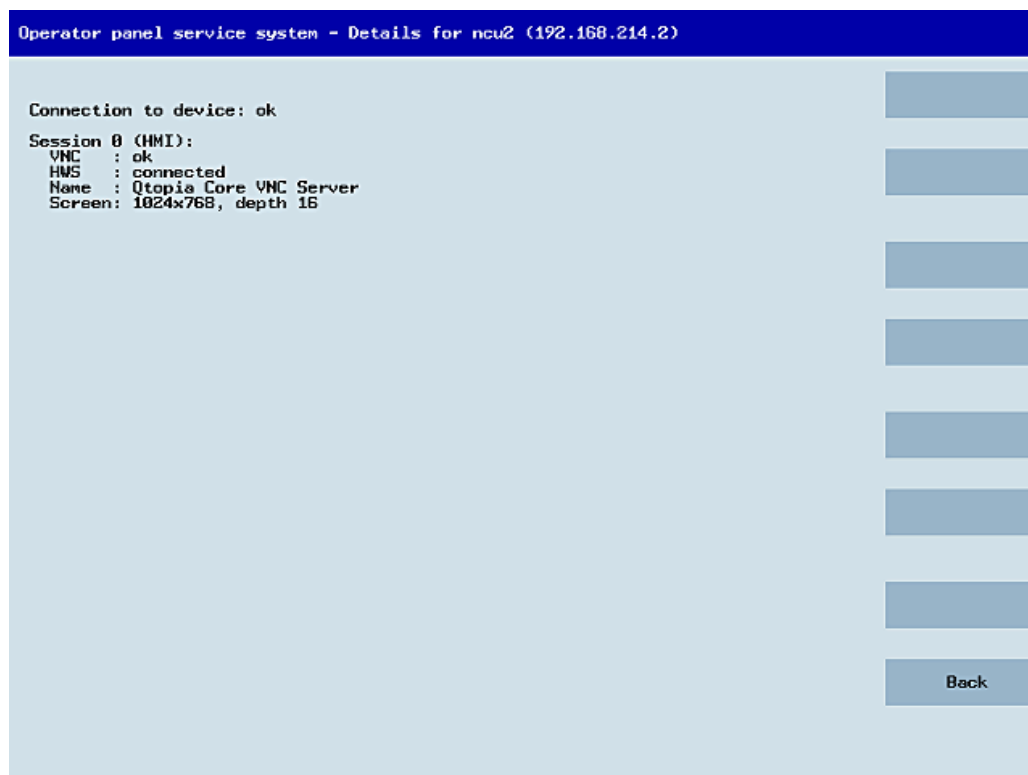 Operator panel service system - Details for ncu2 (192.168.214.2)
Connection to device: ok
Session 0 (HMI):
VNC : ok
HWS : connected
Name : Qtopia Core VNC Server
Screen: 1024x768, depth 16
Back